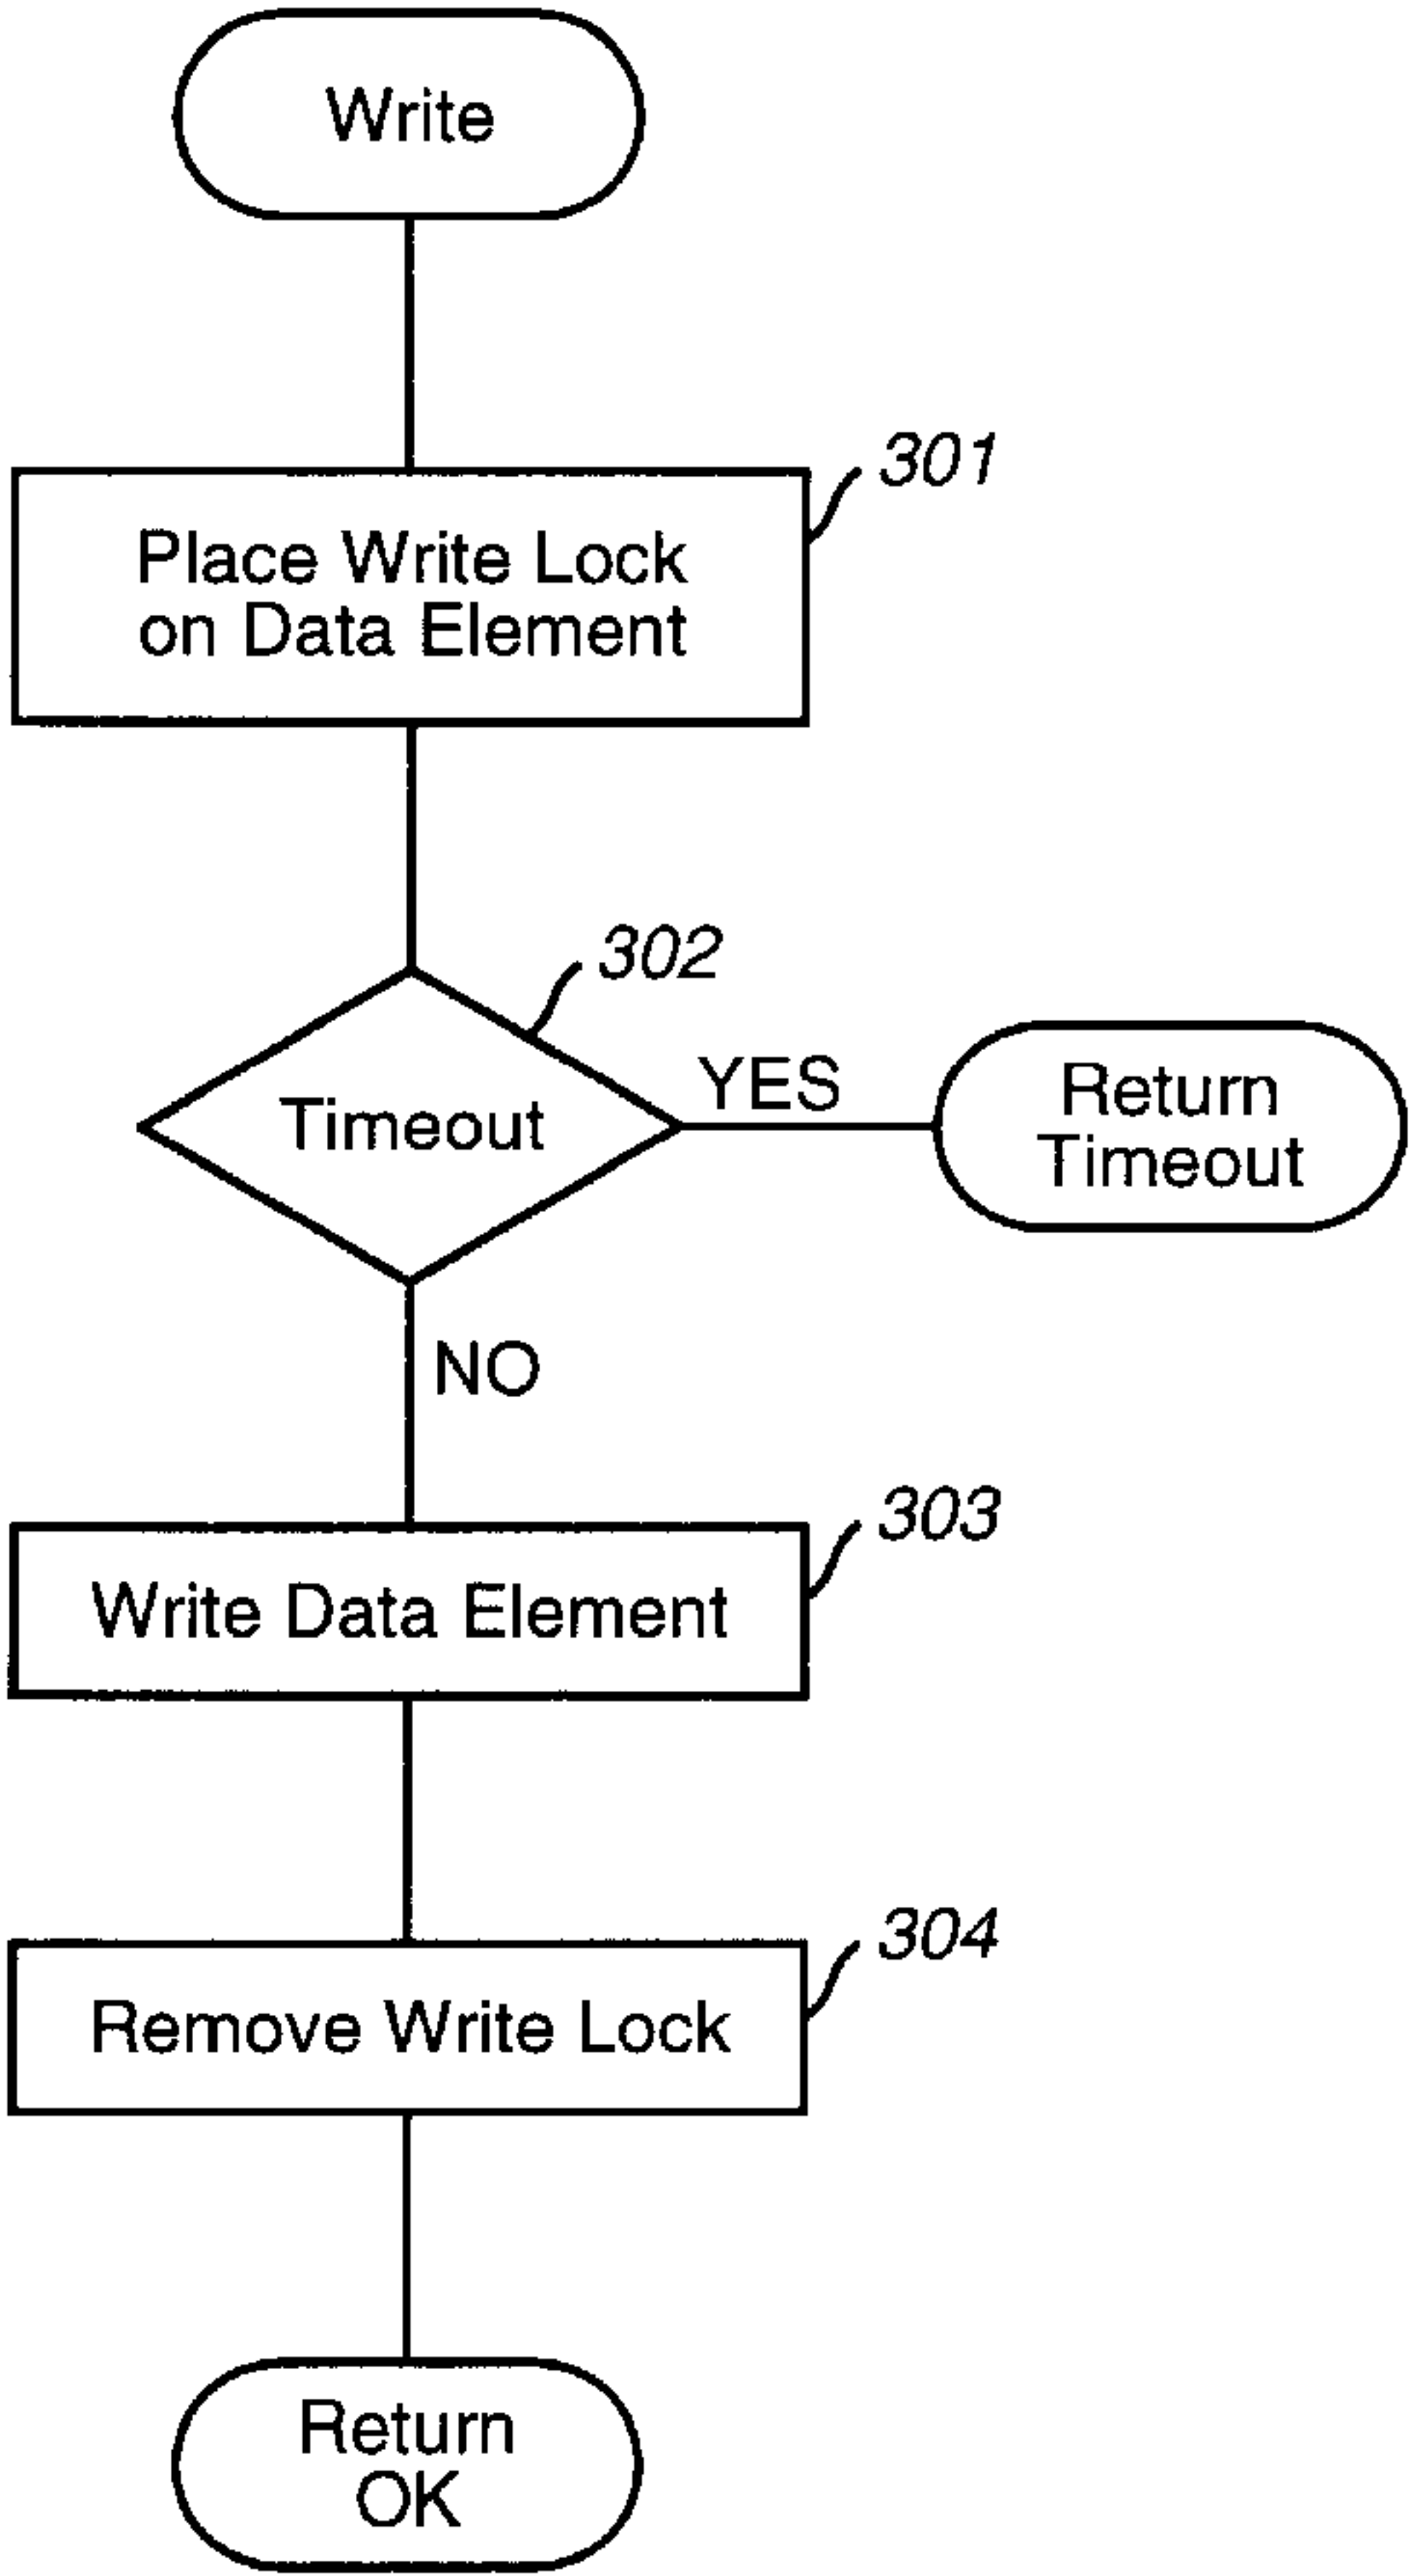 Write
301
Place Write Lock
on Data Element
302
Timeout
YES
Return
Timeout
NO
303
Write Data Element
304
Remove Write Lock
Return
OK